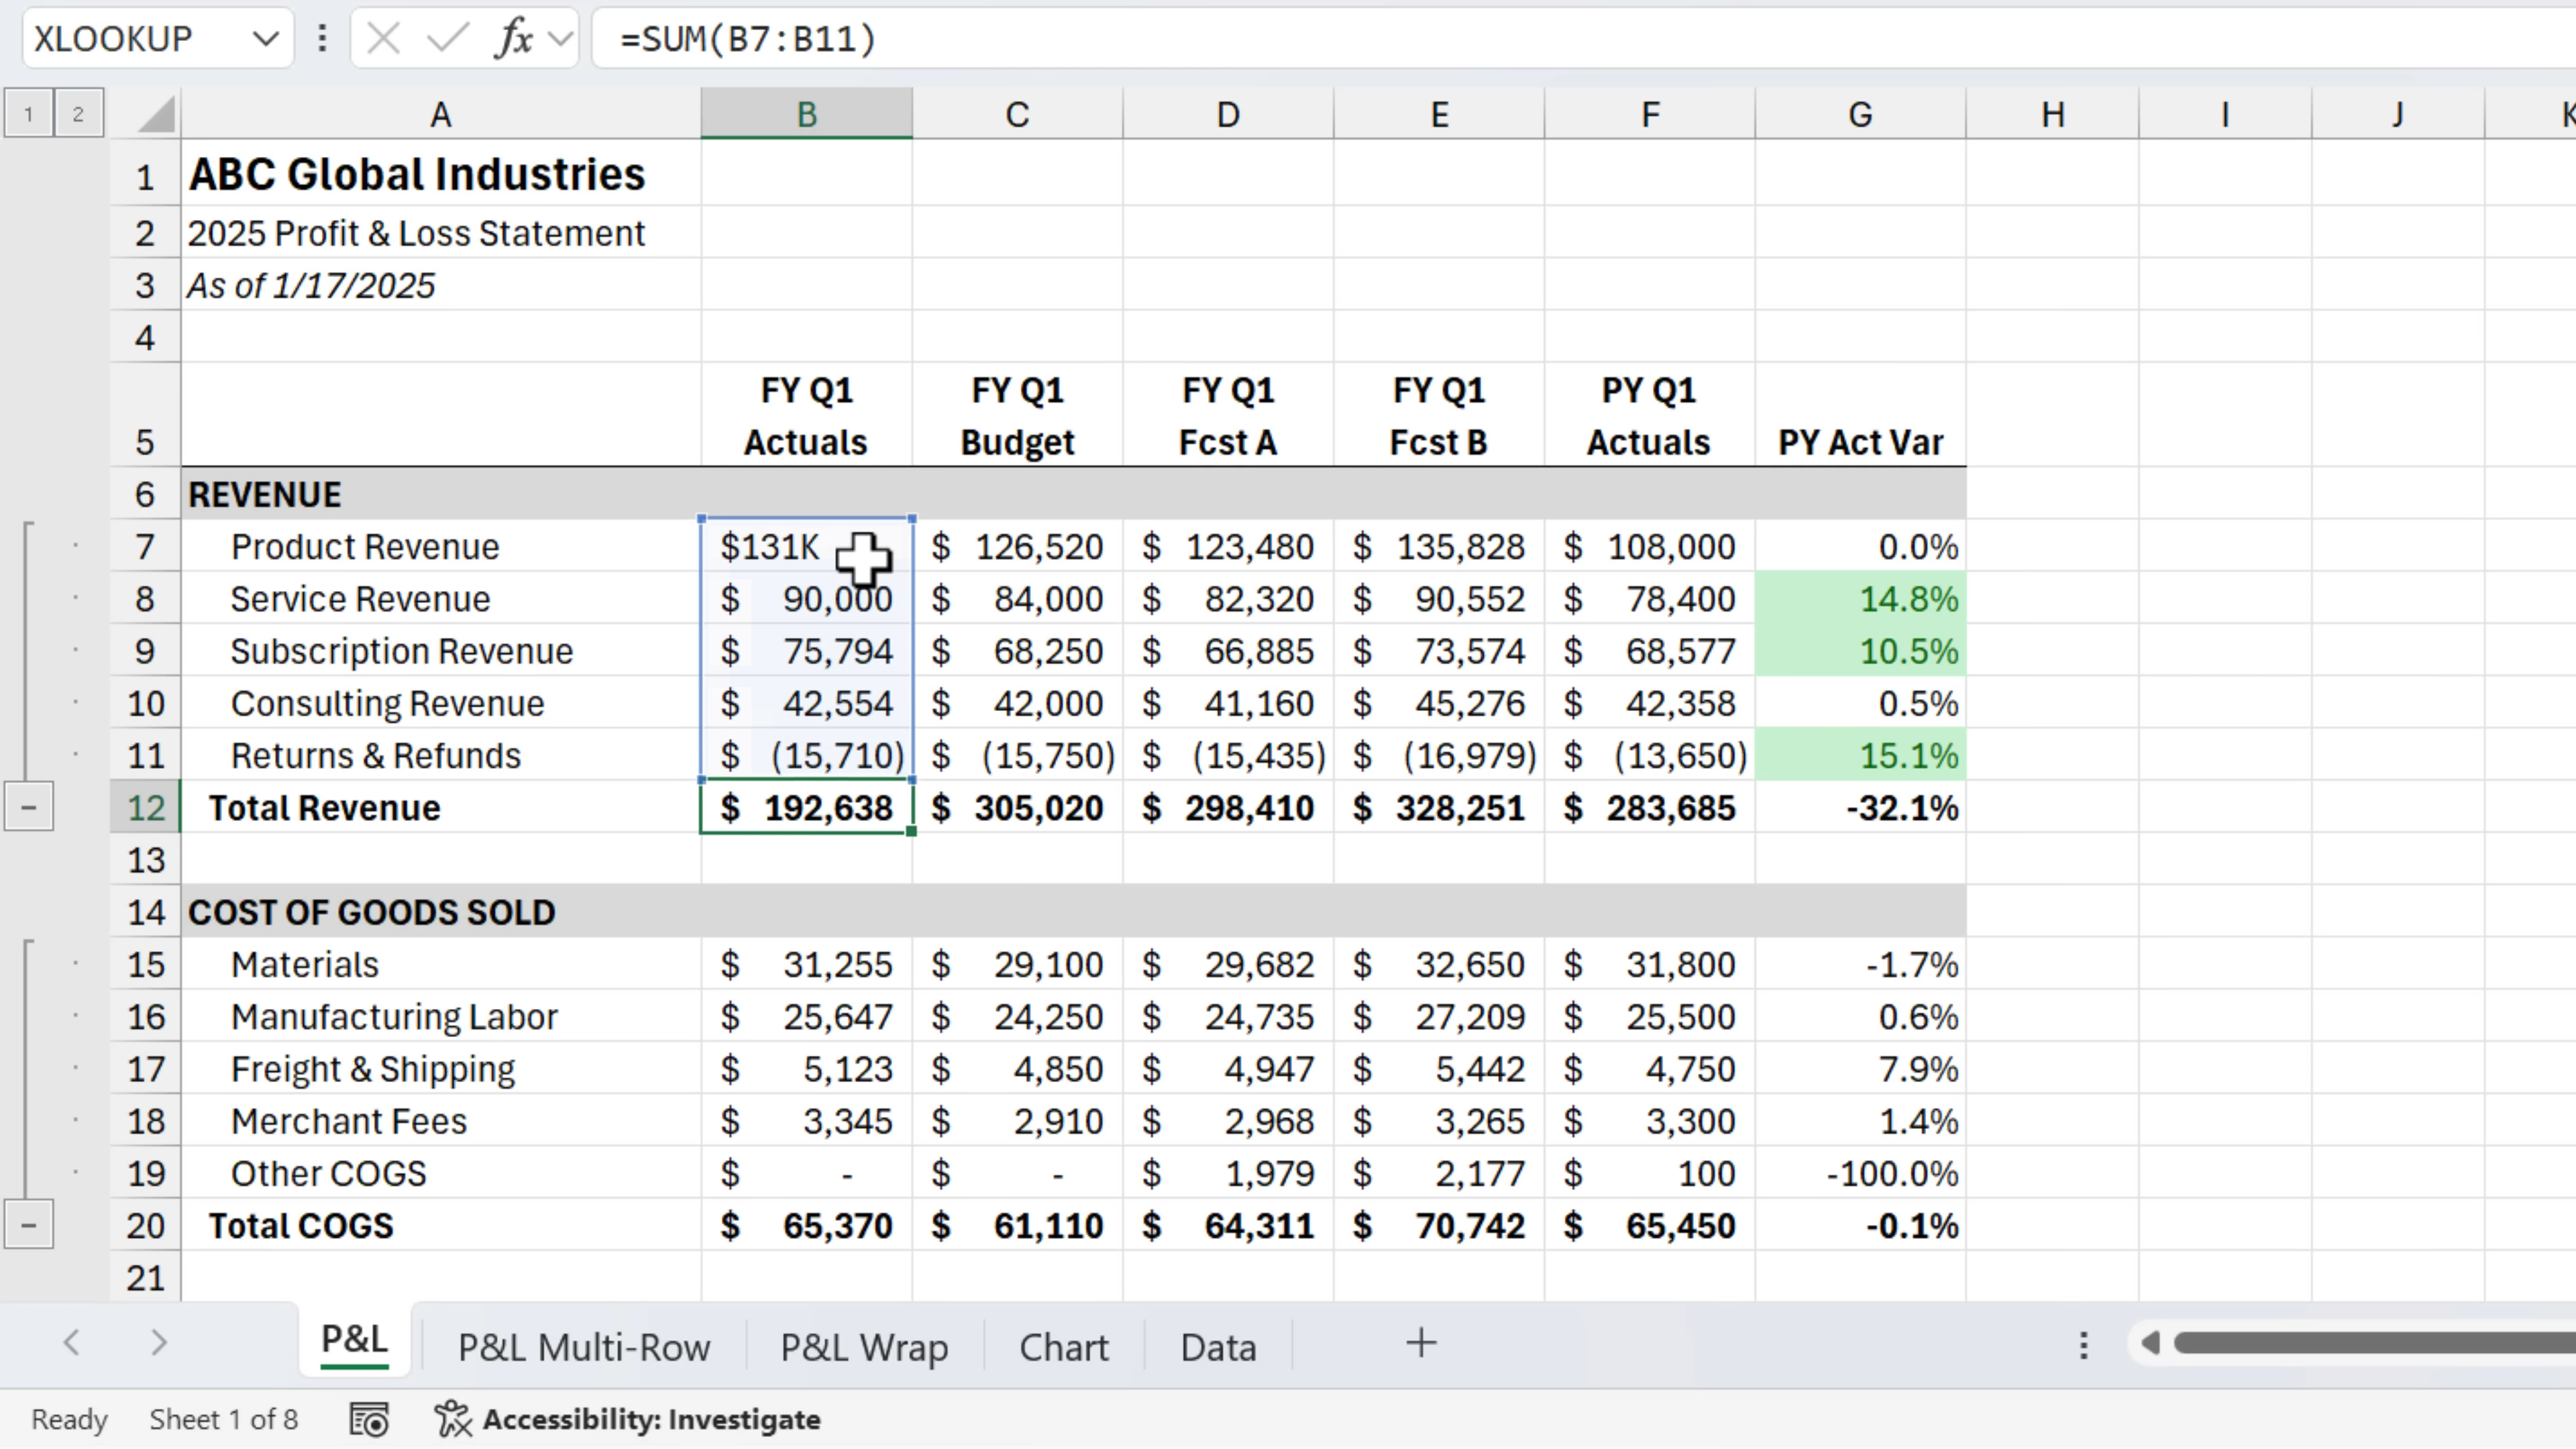 XLOOKUP fx =SUM(B7:B11)
1 2 A B C D E F G H I J K
1 ABC Global Industries
2 2025 Profit & Loss Statement
3 As of 1/17/2025
4
FY Q1 FY Q1 FY Q1 FY Q1 PY Q1
5 Actuals Budget Fcst A Fcst B Actuals PY Act Var
6 REVENUE
7 Product Revenue $131K $ 126,520 $ 123,480 $ 135,828 $ 108,000 0.0%
8 Service Revenue $ 90,000 $ 84,000 $ 82,320 $ 90,552 $ 78,400 14.8%
9 Subscription Revenue $ 75,794 $ 68,250 $ 66,885 $ 73,574 $ 68,577 10.5%
10 Consulting Revenue $ 42,554 $ 42,000 $ 41,160 $ 45,276 $ 42,358 0.5%
11 Returns & Refunds $ (15,710) $ (15,750) $ (15,435) $ (16,979) $ (13,650) 15.1%
12 Total Revenue $ 192,638 $ 305,020 $ 298,410 $ 328,251 $ 283,685 -32.1%
13
14 COST OF GOODS SOLD
15 Materials $ 31,255 $ 29,100 $ 29,682 $ 32,650 $ 31,800 -1.7%
16 Manufacturing Labor $ 25,647 $ 24,250 $ 24,735 $ 27,209 $ 25,500 0.6%
17 Freight & Shipping $ 5,123 $ 4,850 $ 4,947 $ 5,442 $ 4,750 7.9%
18 Merchant Fees $ 3,345 $ 2,910 $ 2,968 $ 3,265 $ 3,300 1.4%
19 Other COGS $ - $ - $ 1,979 $ 2,177 $ 100 -100.0%
20 Total COGS $ 65,370 $ 61,110 $ 64,311 $ 70,742 $ 65,450 -0.1%
21
P&L P&L Multi-Row P&L Wrap Chart Data
Ready Sheet 1 of 8 Accessibility: Investigate